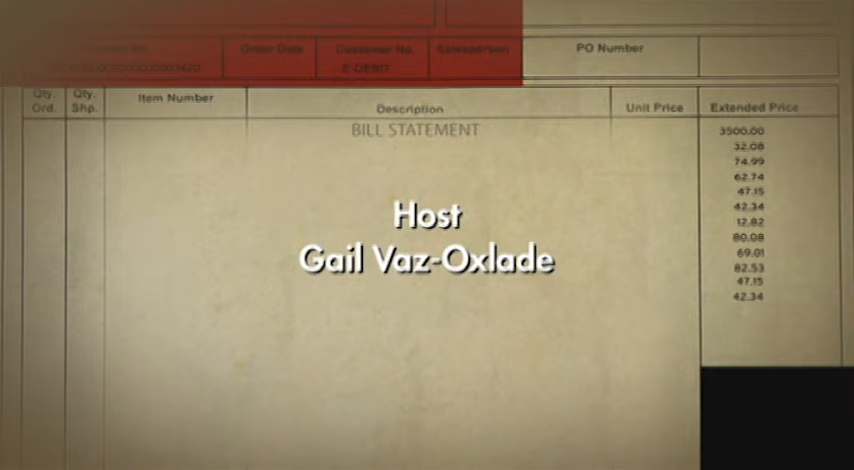 Order Date
Customer No.
Salesperson
PO Number
E-DEBIT
Qty.
Ord.
Qty.
Shp.
Item Number
Description
Unit Price
Extended Price
BILL STATEMENT
3500.00
32.08
74.99
62.74
47.15
42.34
12.82
80.08
69.01
82.53
47.15
42.34
Host
Gail Vaz-Oxlade